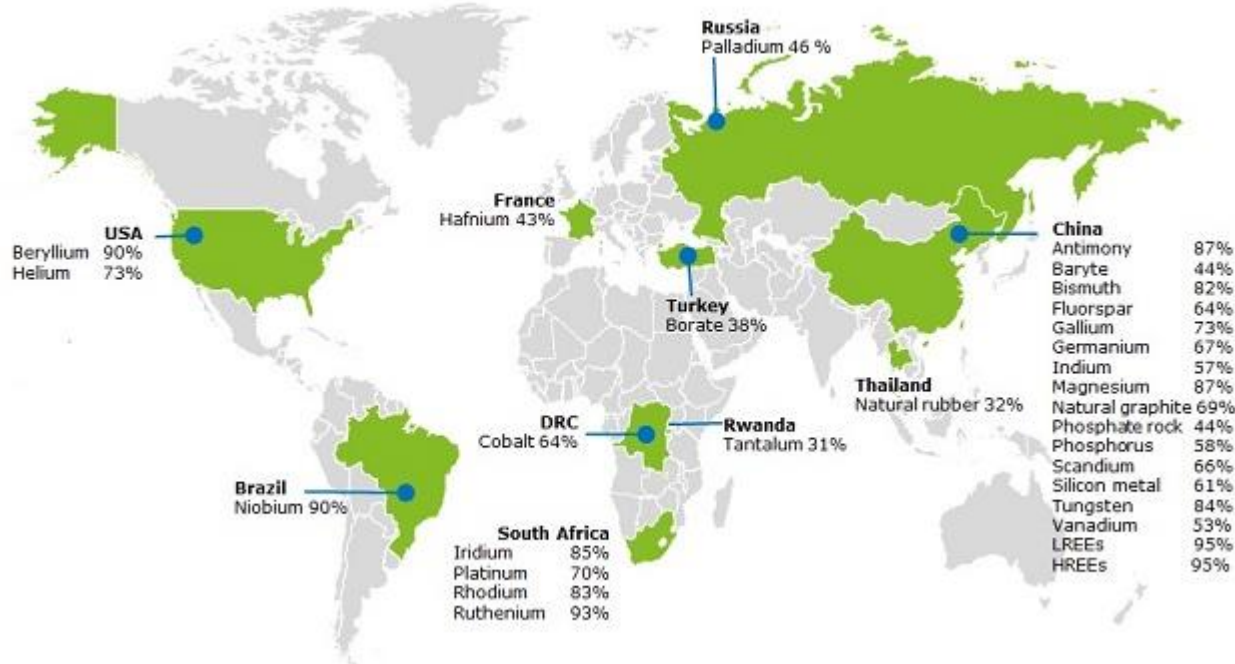 Russia
Palladium 46 %
France
Hafnium 43%
USA
Beryllium 90%
Helium 73%
China
Antimony 87%
Baryte 44%
Bismuth 82%
Fluorspar 64%
Gallium 73%
Germanium 67%
Indium 57%
Magnesium 87%
Natural graphite 69%
Phosphate rock 44%
Phosphorus 58%
Scandium 66%
Silicon metal 61%
Tungsten 84%
Vanadium 53%
LREEs 95%
HREEs 95%
Turkey
Borate 38%
Thailand
Natural rubber 32%
DRC
Cobalt 64%
Rwanda
Tantalum 31%
Brazil
Niobium 90%
South Africa
Iridium 85%
Platinum 70%
Rhodium 83%
Ruthenium 93%